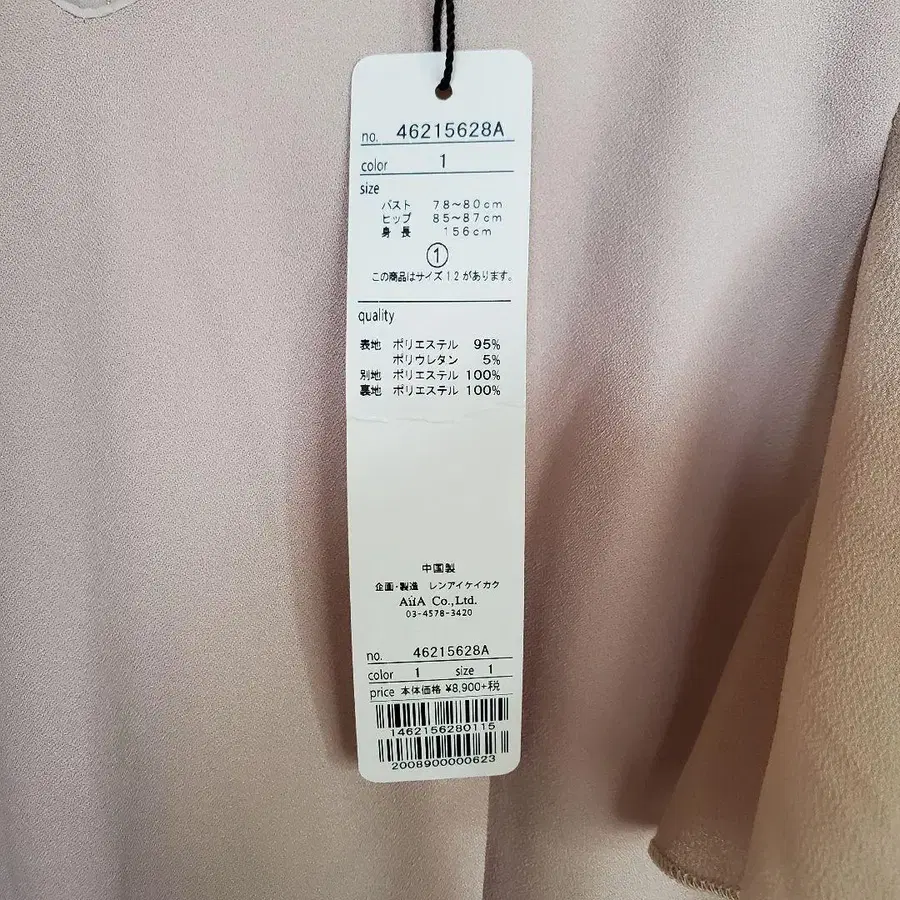 no. 46215628A
color 1
size
バスト 78～80cm
ヒップ 85～87cm
身長 156cm
①
この商品はサイズ12があります。
quality
表地 ポリエステル 95%
ポリウレタン 5%
別地 ポリエステル 100%
裏地 ポリエステル 100%
中国製
企画・製造 レンアイケイカク
AiiA Co.,Ltd.
03-4578-3420
no. 46215628A
color 1 size 1
price 本体価格 ¥8,900+税
1462156280115
2008900000623